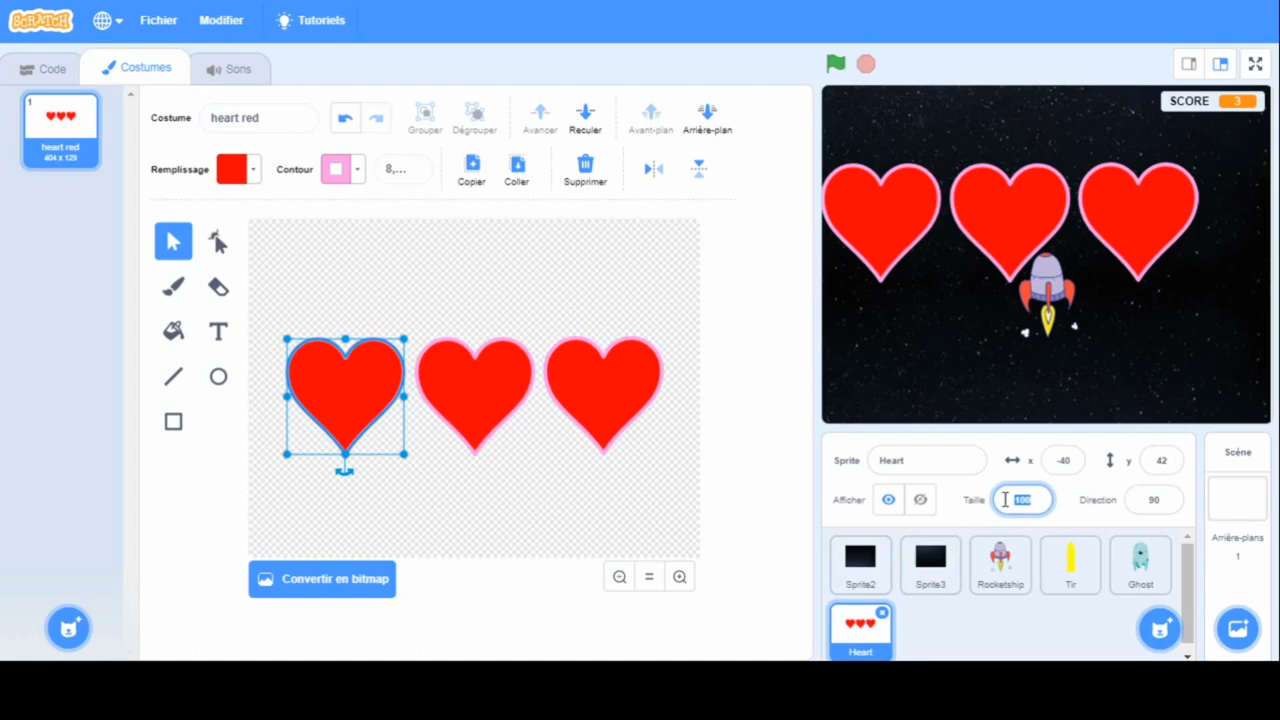 SCRATCH
Fichier
Modifier
Tutoriels
Code
Costumes
Sons
1
heart red
404 x 129
Costume
heart red
Grouper
Dégrouper
Avancer
Reculer
Avant-plan
Arrière-plan
Remplissage
Contour
8,...
Copier
Coller
Supprimer
T
Convertir en bitmap
SCORE 3
Sprite
Heart
x
-40
y
42
Afficher
Taille
100
Direction
90
Sprite2
Sprite3
Rocketship
Tir
Ghost
Heart
Scène
Arrière-plans
1